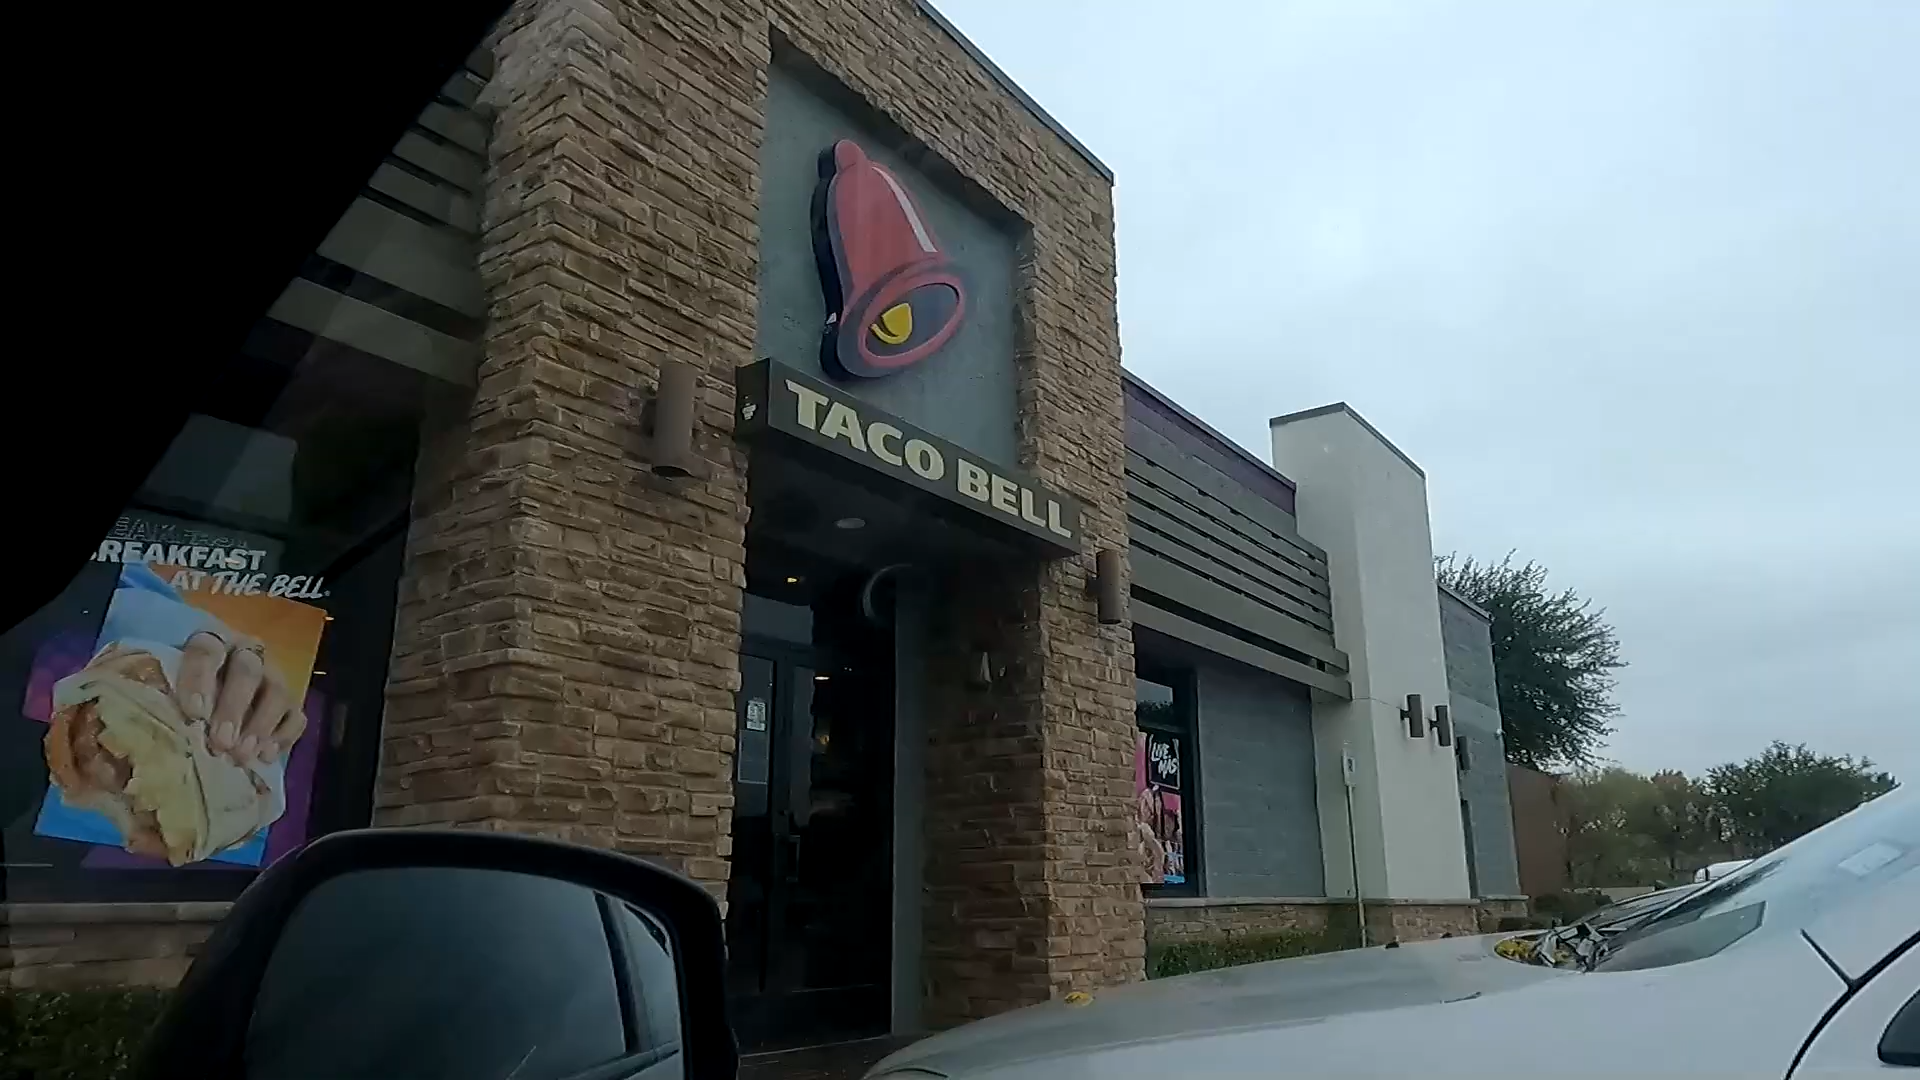 TACO BELL
BREAKFAST
AT THE BELL.
LIVE
MÁS